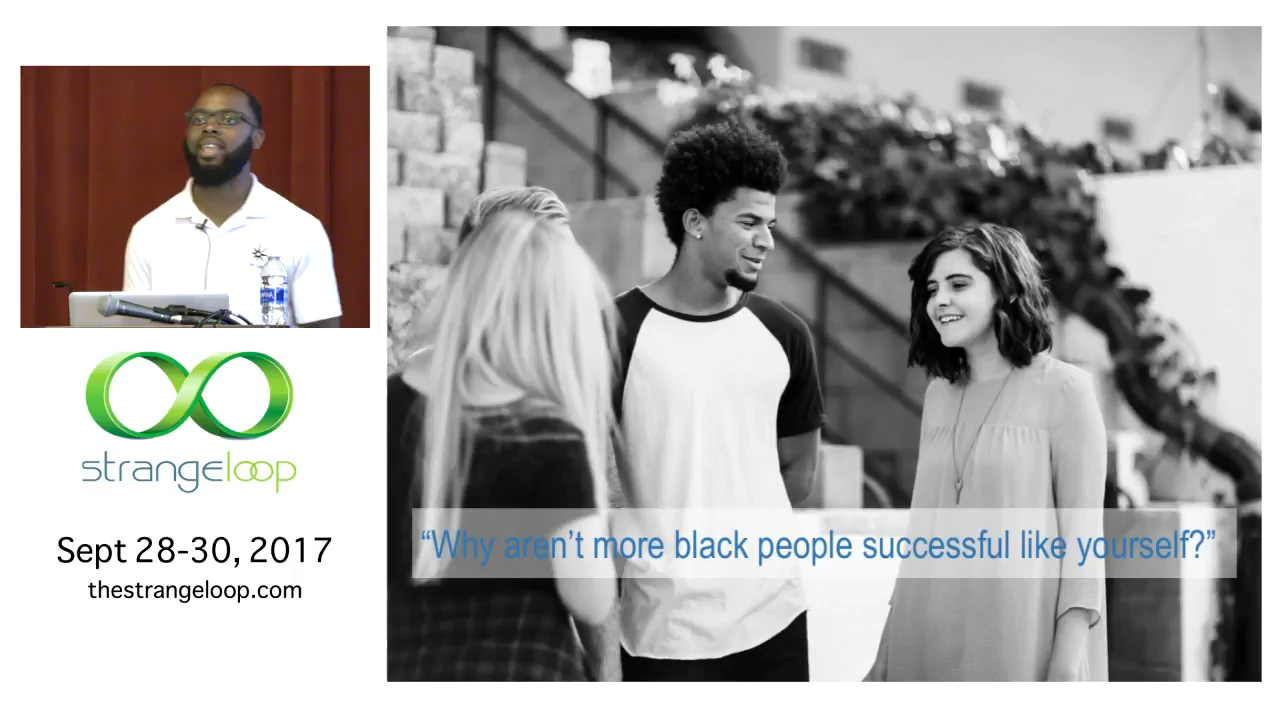 strangeloop
Sept 28-30, 2017
thestrangeloop.com
“Why aren’t more black people successful like yourself?”